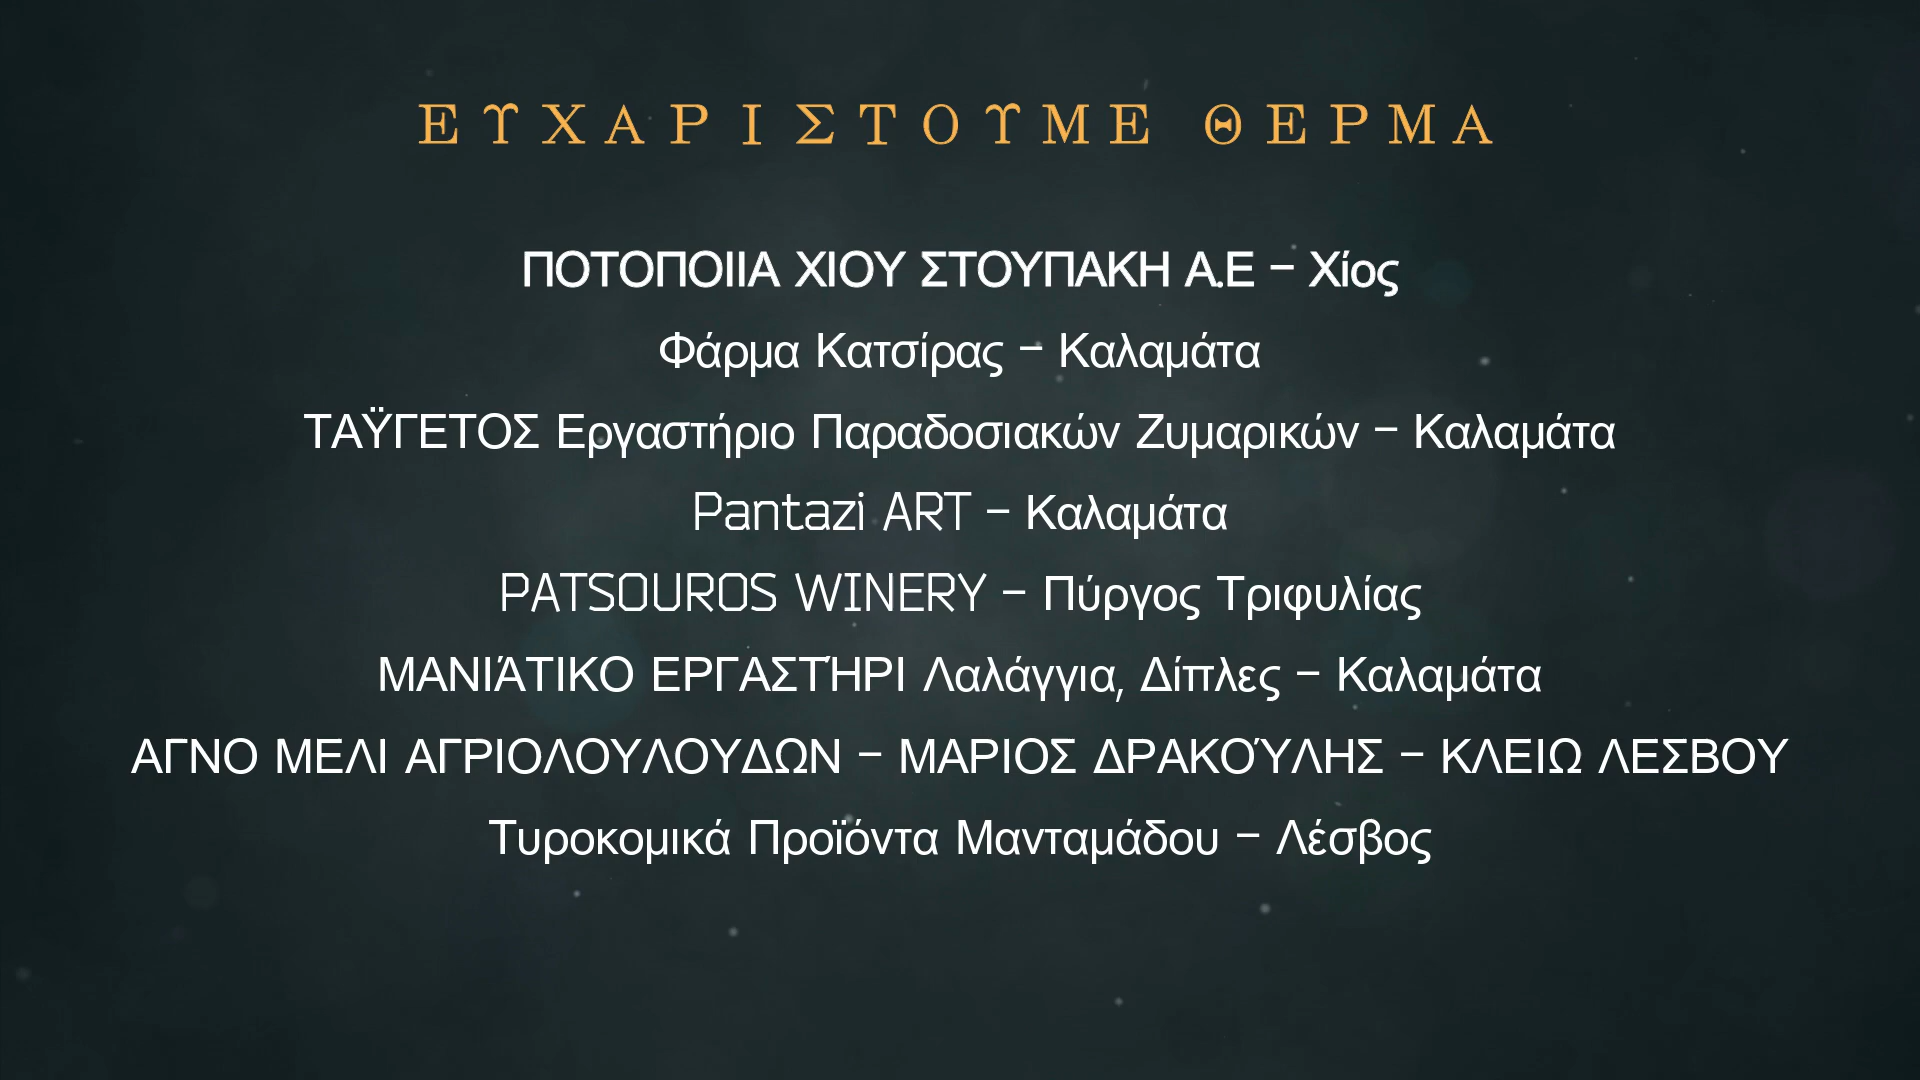 ΕΥΧΑΡΙΣΤΟΥΜΕ ΘΕΡΜΑ
ΠΟΤΟΠΟΙΙΑ ΧΙΟΥ ΣΤΟΥΠΑΚΗ Α.Ε – Χίος
Φάρμα Κατσίρας – Καλαμάτα
ΤΑΫΓΕΤΟΣ Εργαστήριο Παραδοσιακών Ζυμαρικών – Καλαμάτα
Pantazi ART – Καλαμάτα
PATSOUROS WINERY – Πύργος Τριφυλίας
ΜΑΝΙΆΤΙΚΟ ΕΡΓΑΣΤΉΡΙ Λαλάγγια, Δίπλες – Καλαμάτα
ΑΓΝΟ ΜΕΛΙ ΑΓΡΙΟΛΟΥΛΟΥΔΩΝ – ΜΑΡΙΟΣ ΔΡΑΚΟΎΛΗΣ – ΚΛΕΙΩ ΛΕΣΒΟΥ
Τυροκομικά Προϊόντα Μανταμάδου – Λέσβος